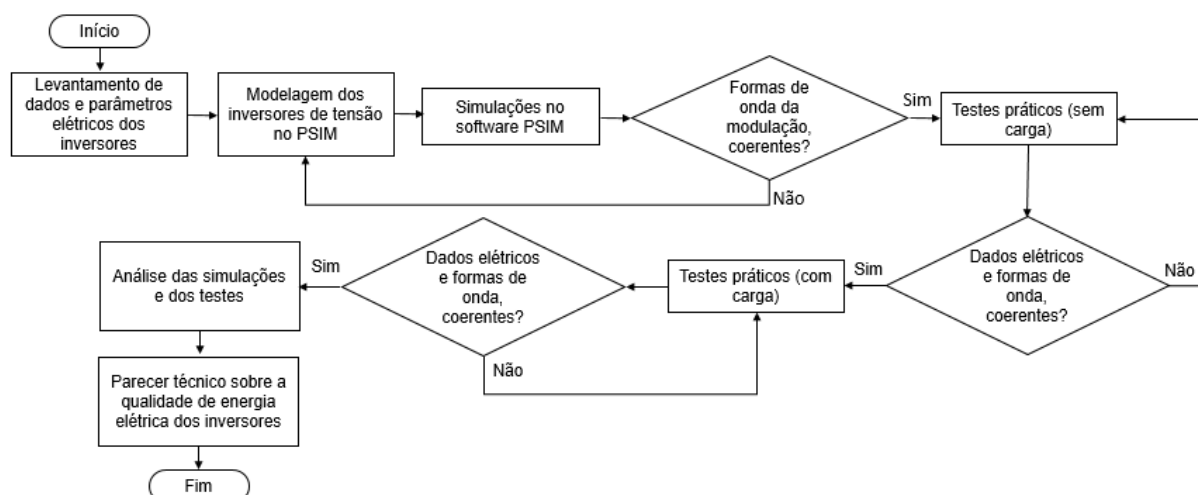 Início
Levantamento de
dados e parâmetros
elétricos dos
inversores
Modelagem dos
inversores de tensão
no PSIM
Simulações no
software PSIM
Formas de
onda da
modulação,
coerentes?
Sim
Não
Testes práticos (sem
carga)
Dados elétricos
e formas de
onda,
coerentes?
Não
Sim
Testes práticos (com
carga)
Dados elétricos
e formas de
onda,
coerentes?
Não
Sim
Análise das simulações
e dos testes
Parecer técnico sobre a
qualidade de energia
elétrica dos inversores
Fim